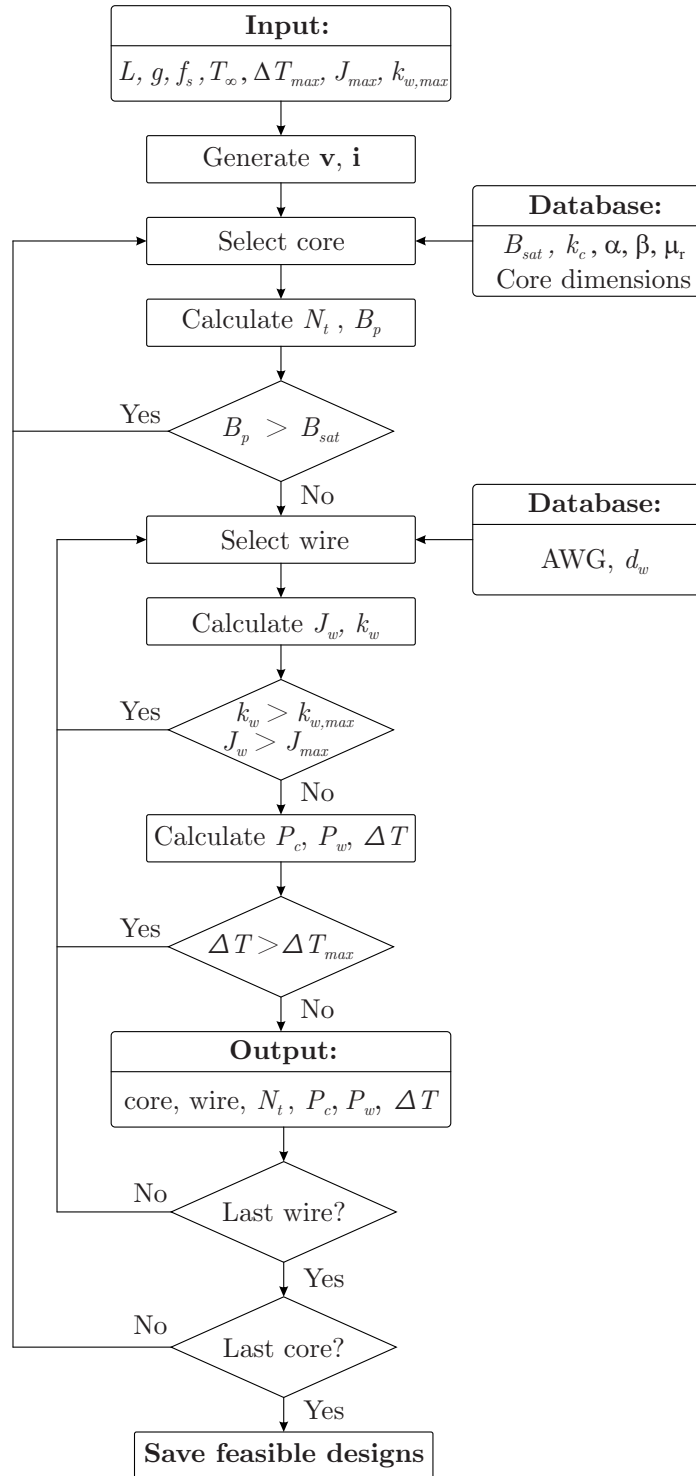 Input:
L, g, f_s, T_∞, ΔT_max, J_max, k_w,max
Generate v, i
Select core
Database:
B_sat, k_c, α, β, μ_r
Core dimensions
Calculate N_t, B_p
B_p > B_sat
Yes
No
Select wire
Database:
AWG, d_w
Calculate J_w, k_w
k_w > k_w,max
J_w > J_max
Yes
No
Calculate P_c, P_w, ΔT
ΔT > ΔT_max
Yes
No
Output:
core, wire, N_t, P_c, P_w, ΔT
Last wire?
No
Yes
Last core?
No
Yes
Save feasible designs